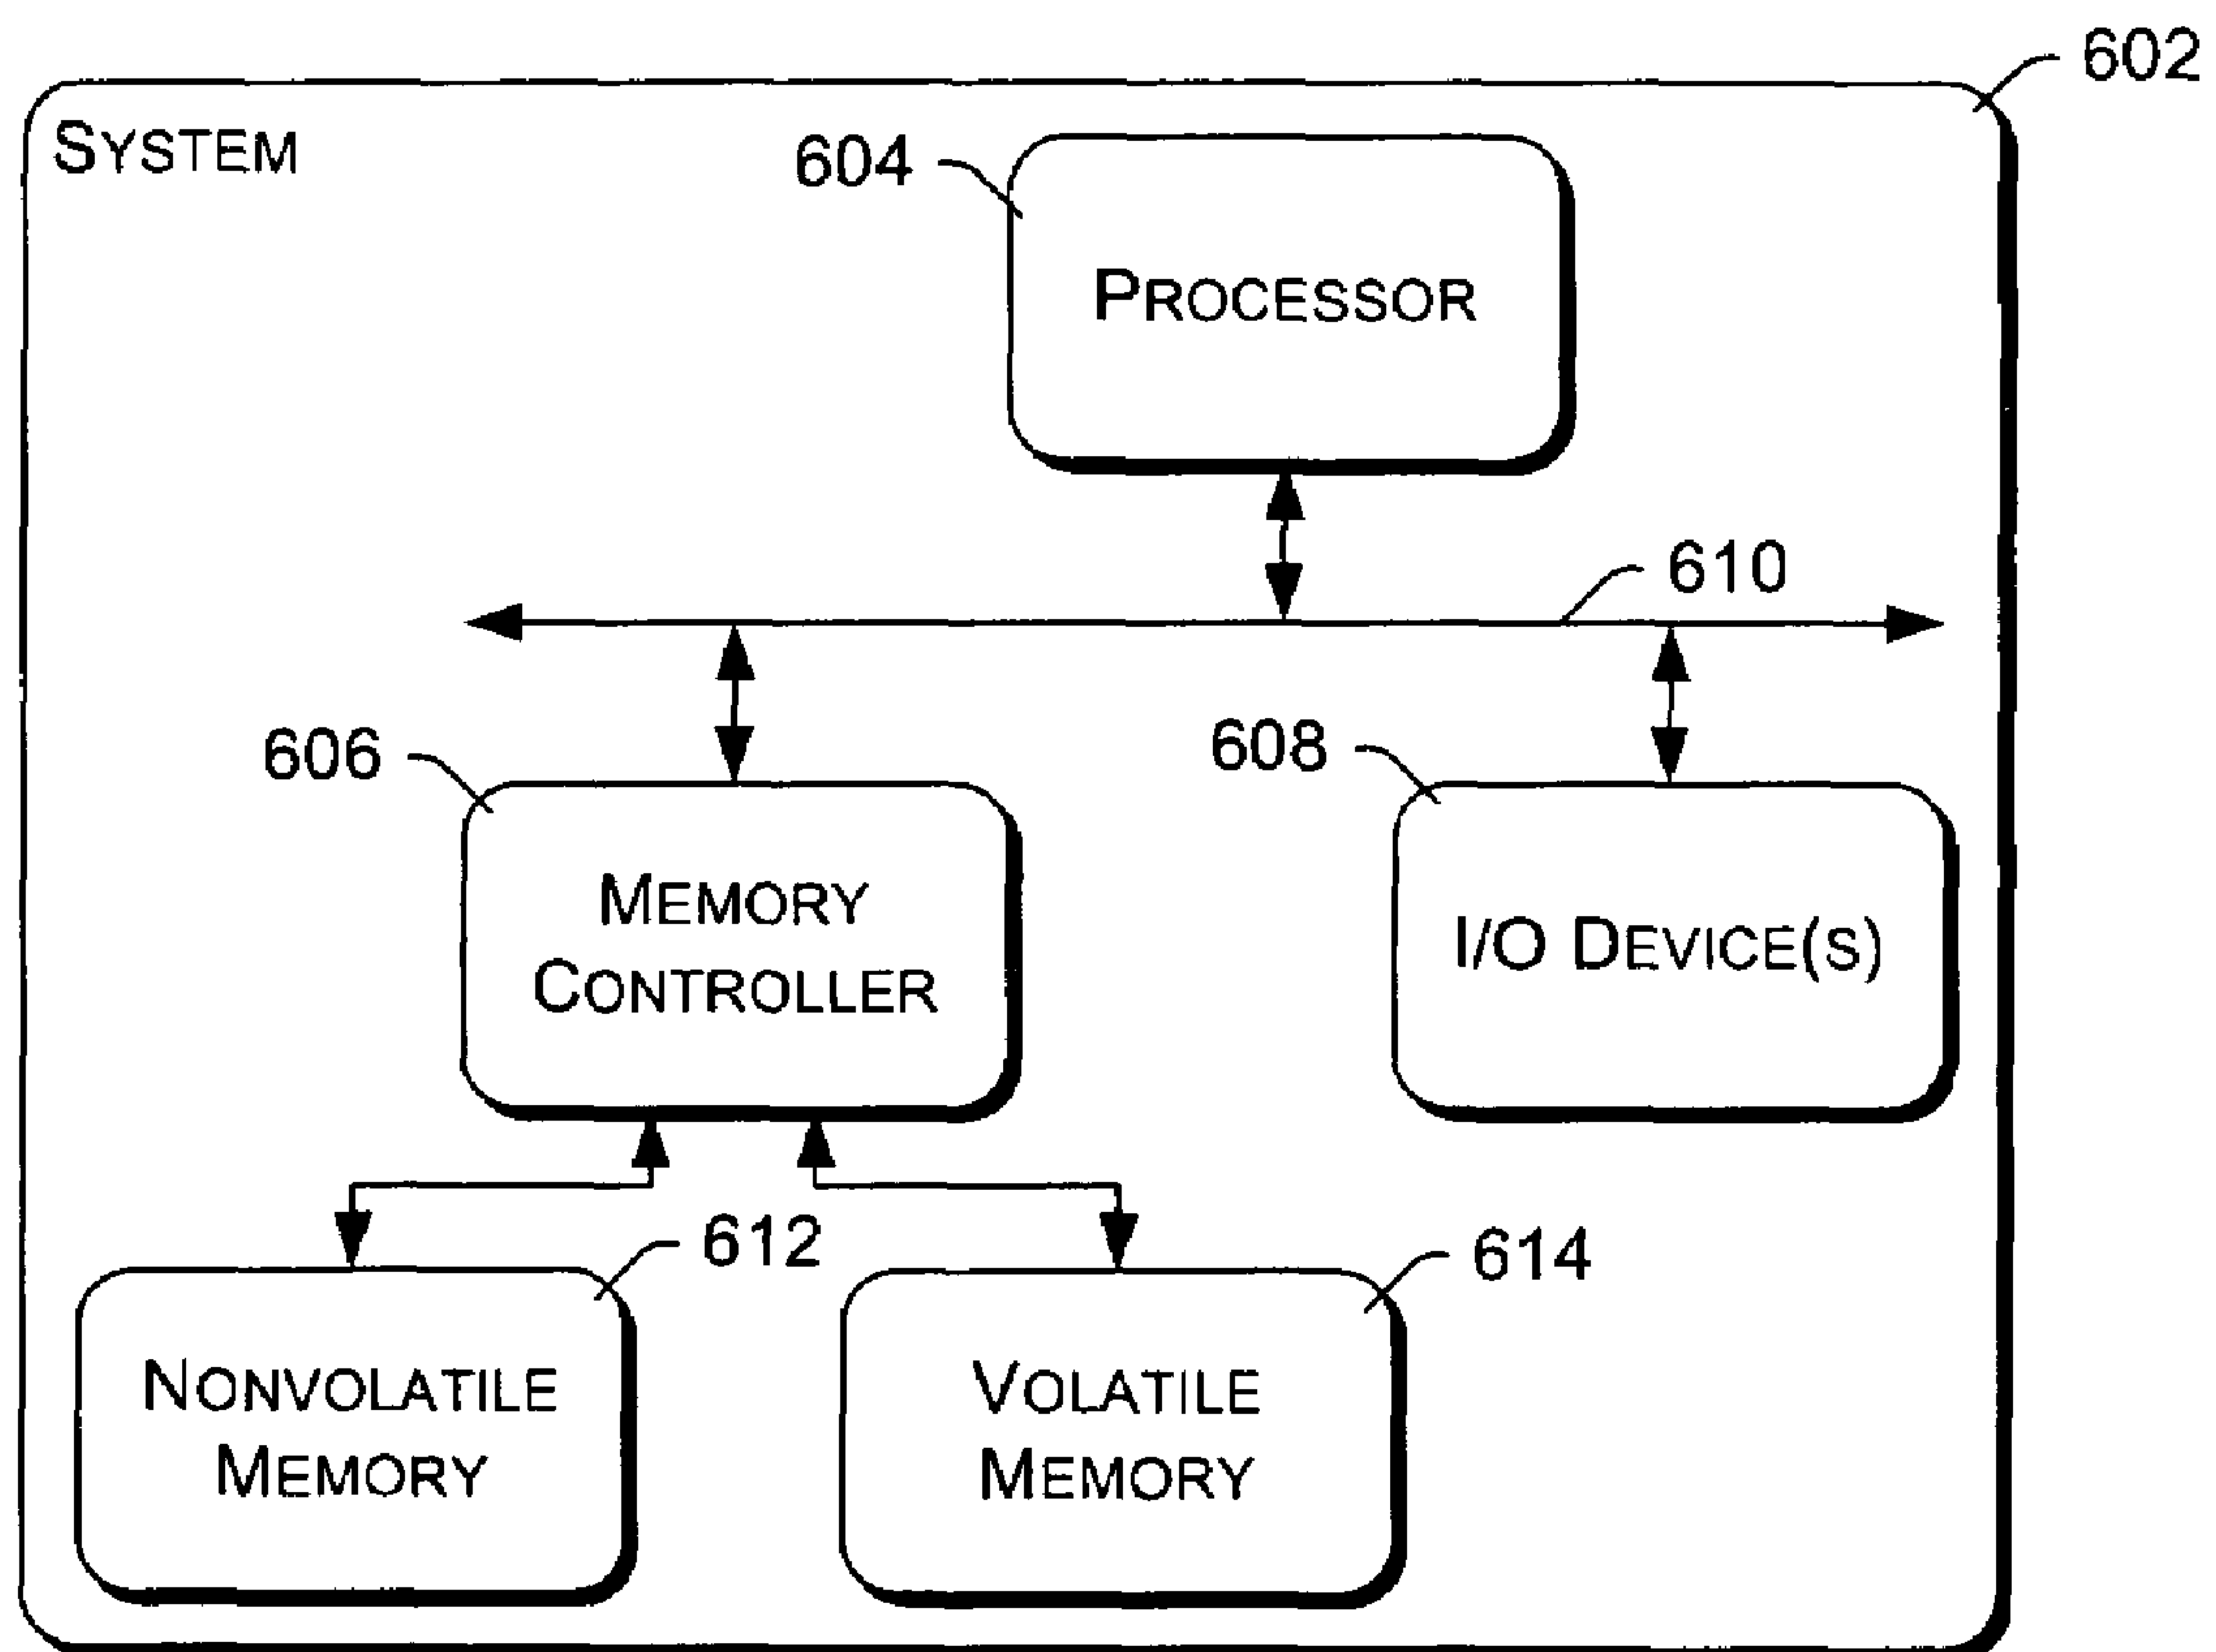 602
SYSTEM
604
PROCESSOR
610
606
608
MEMORY
CONTROLLER
I/O DEVICE(S)
612
614
NONVOLATILE
MEMORY
VOLATILE
MEMORY